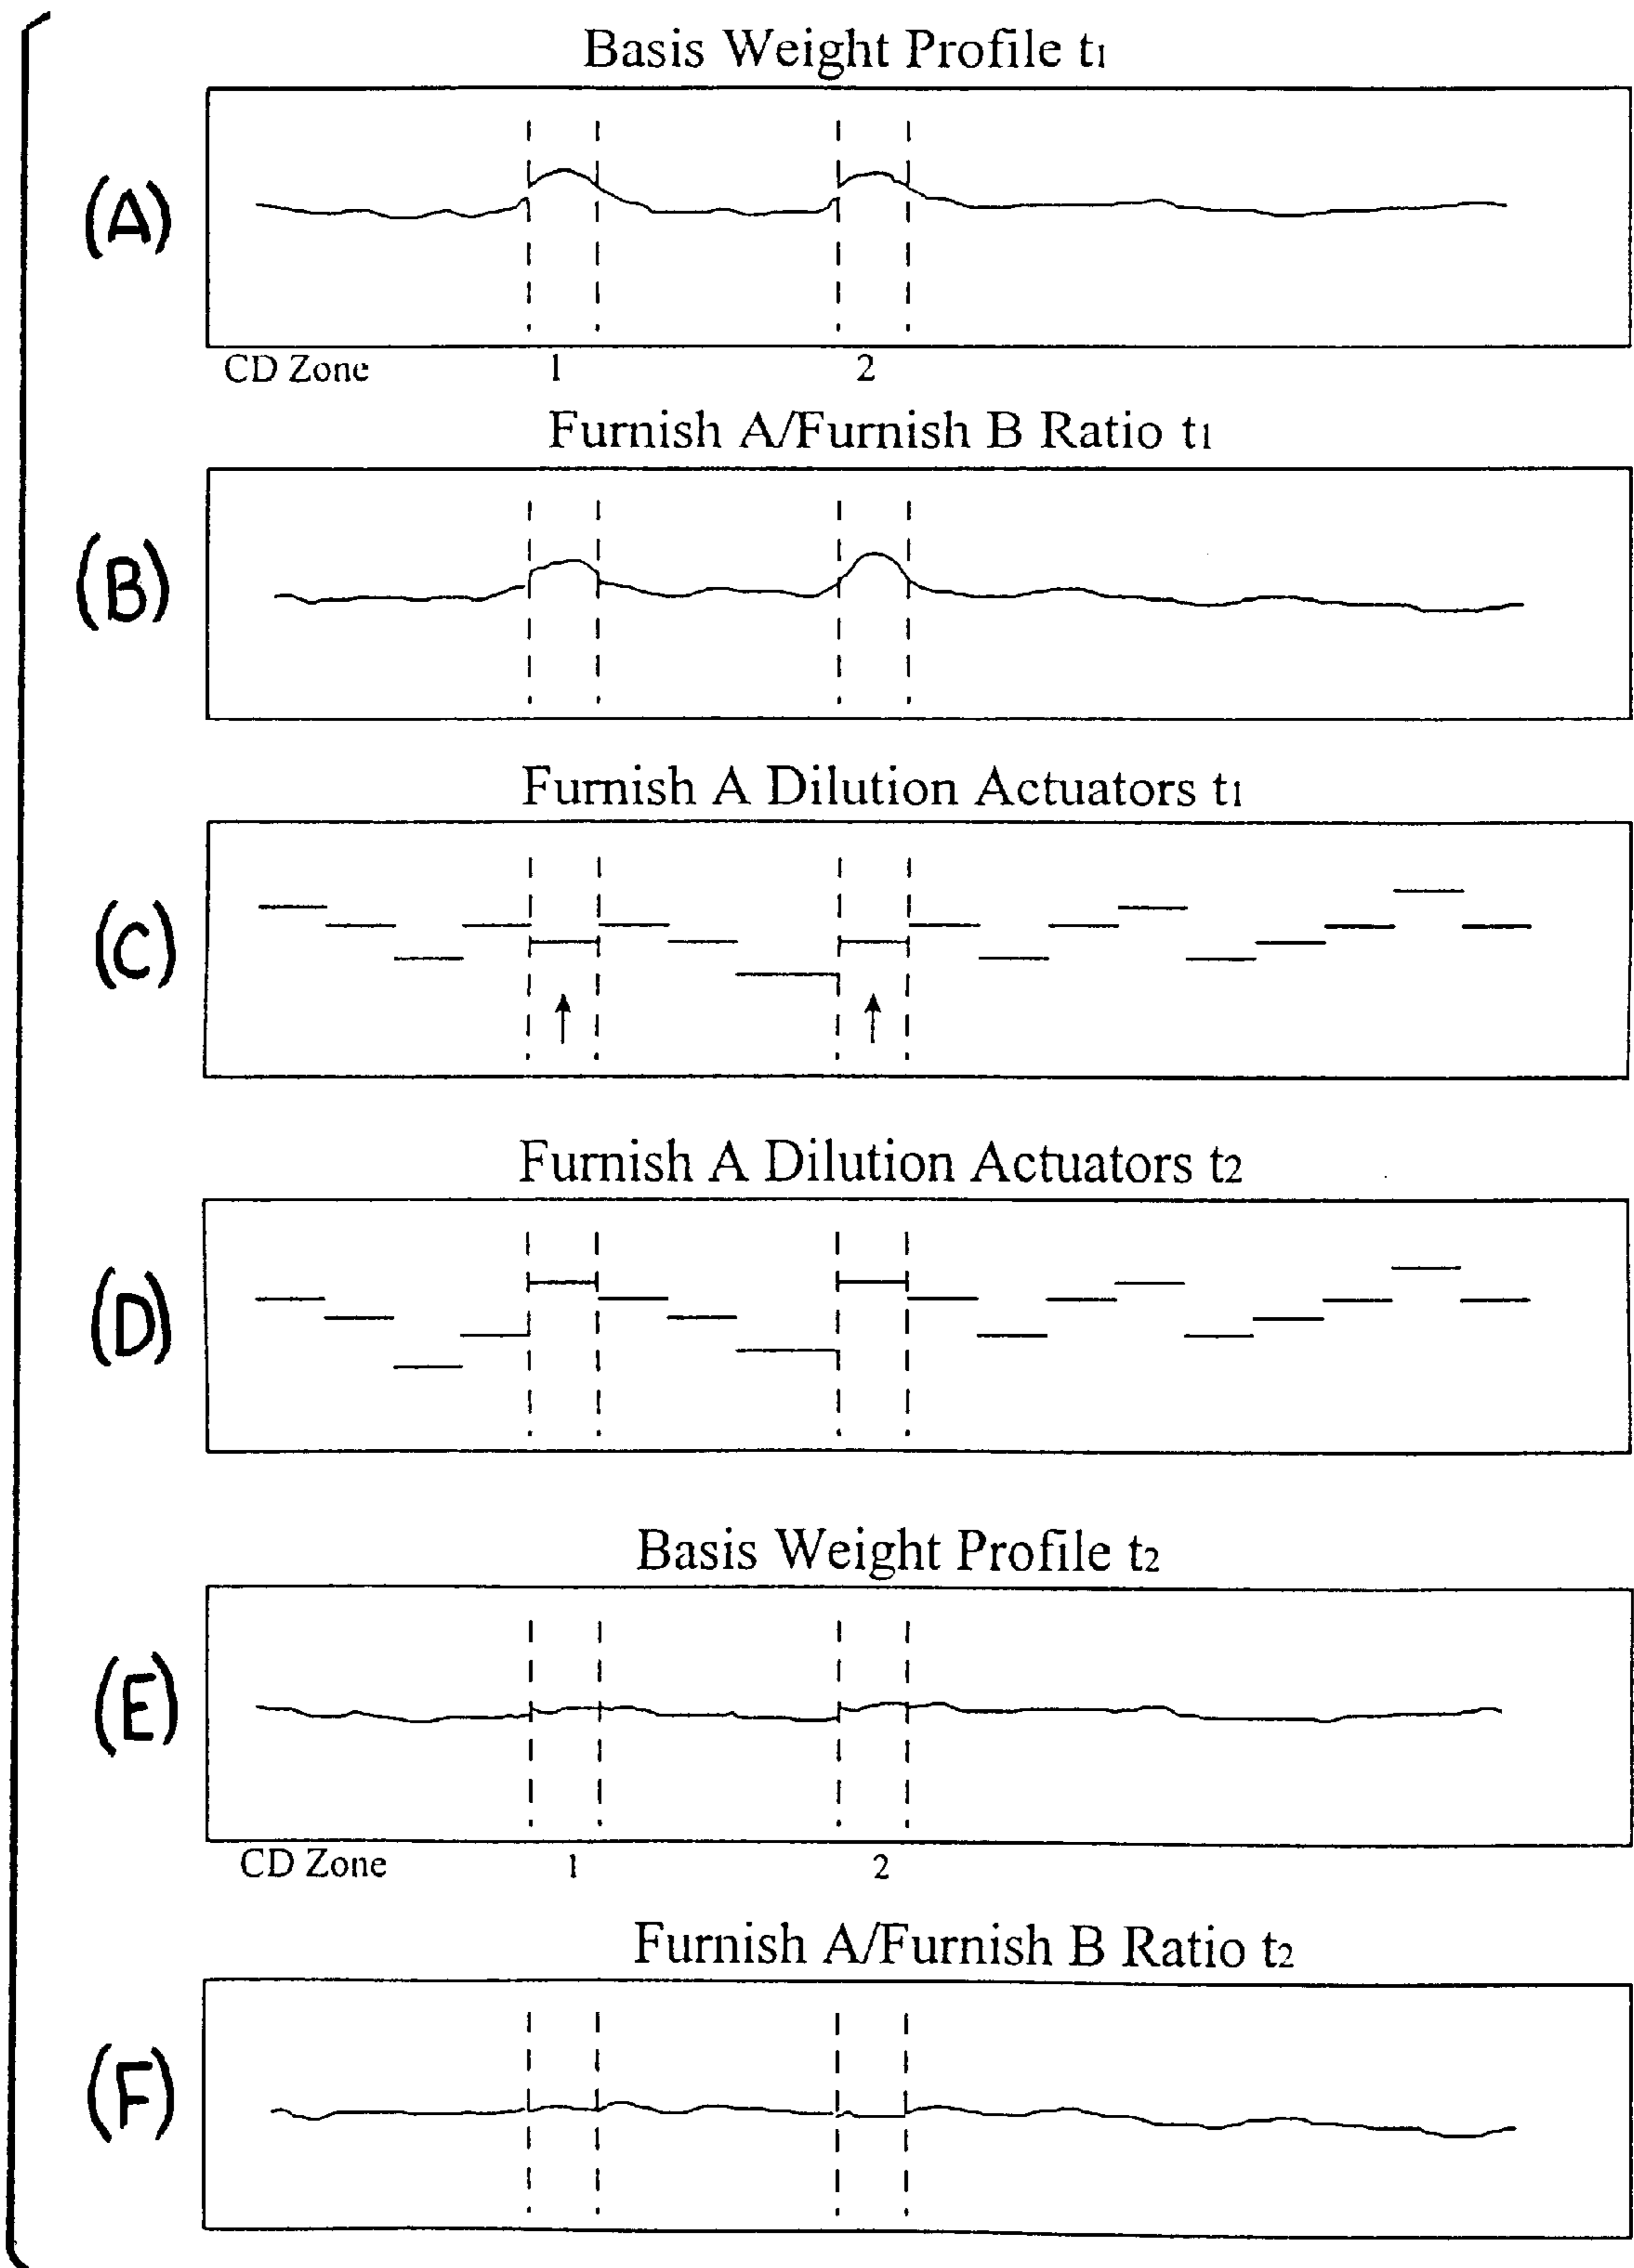 Basis Weight Profile t1
(A)
CD Zone 1 2
Furnish A/Furnish B Ratio t1
(B)
Furnish A Dilution Actuators t1
(C)
Furnish A Dilution Actuators t2
(D)
Basis Weight Profile t2
(E)
CD Zone 1 2
Furnish A/Furnish B Ratio t2
(F)